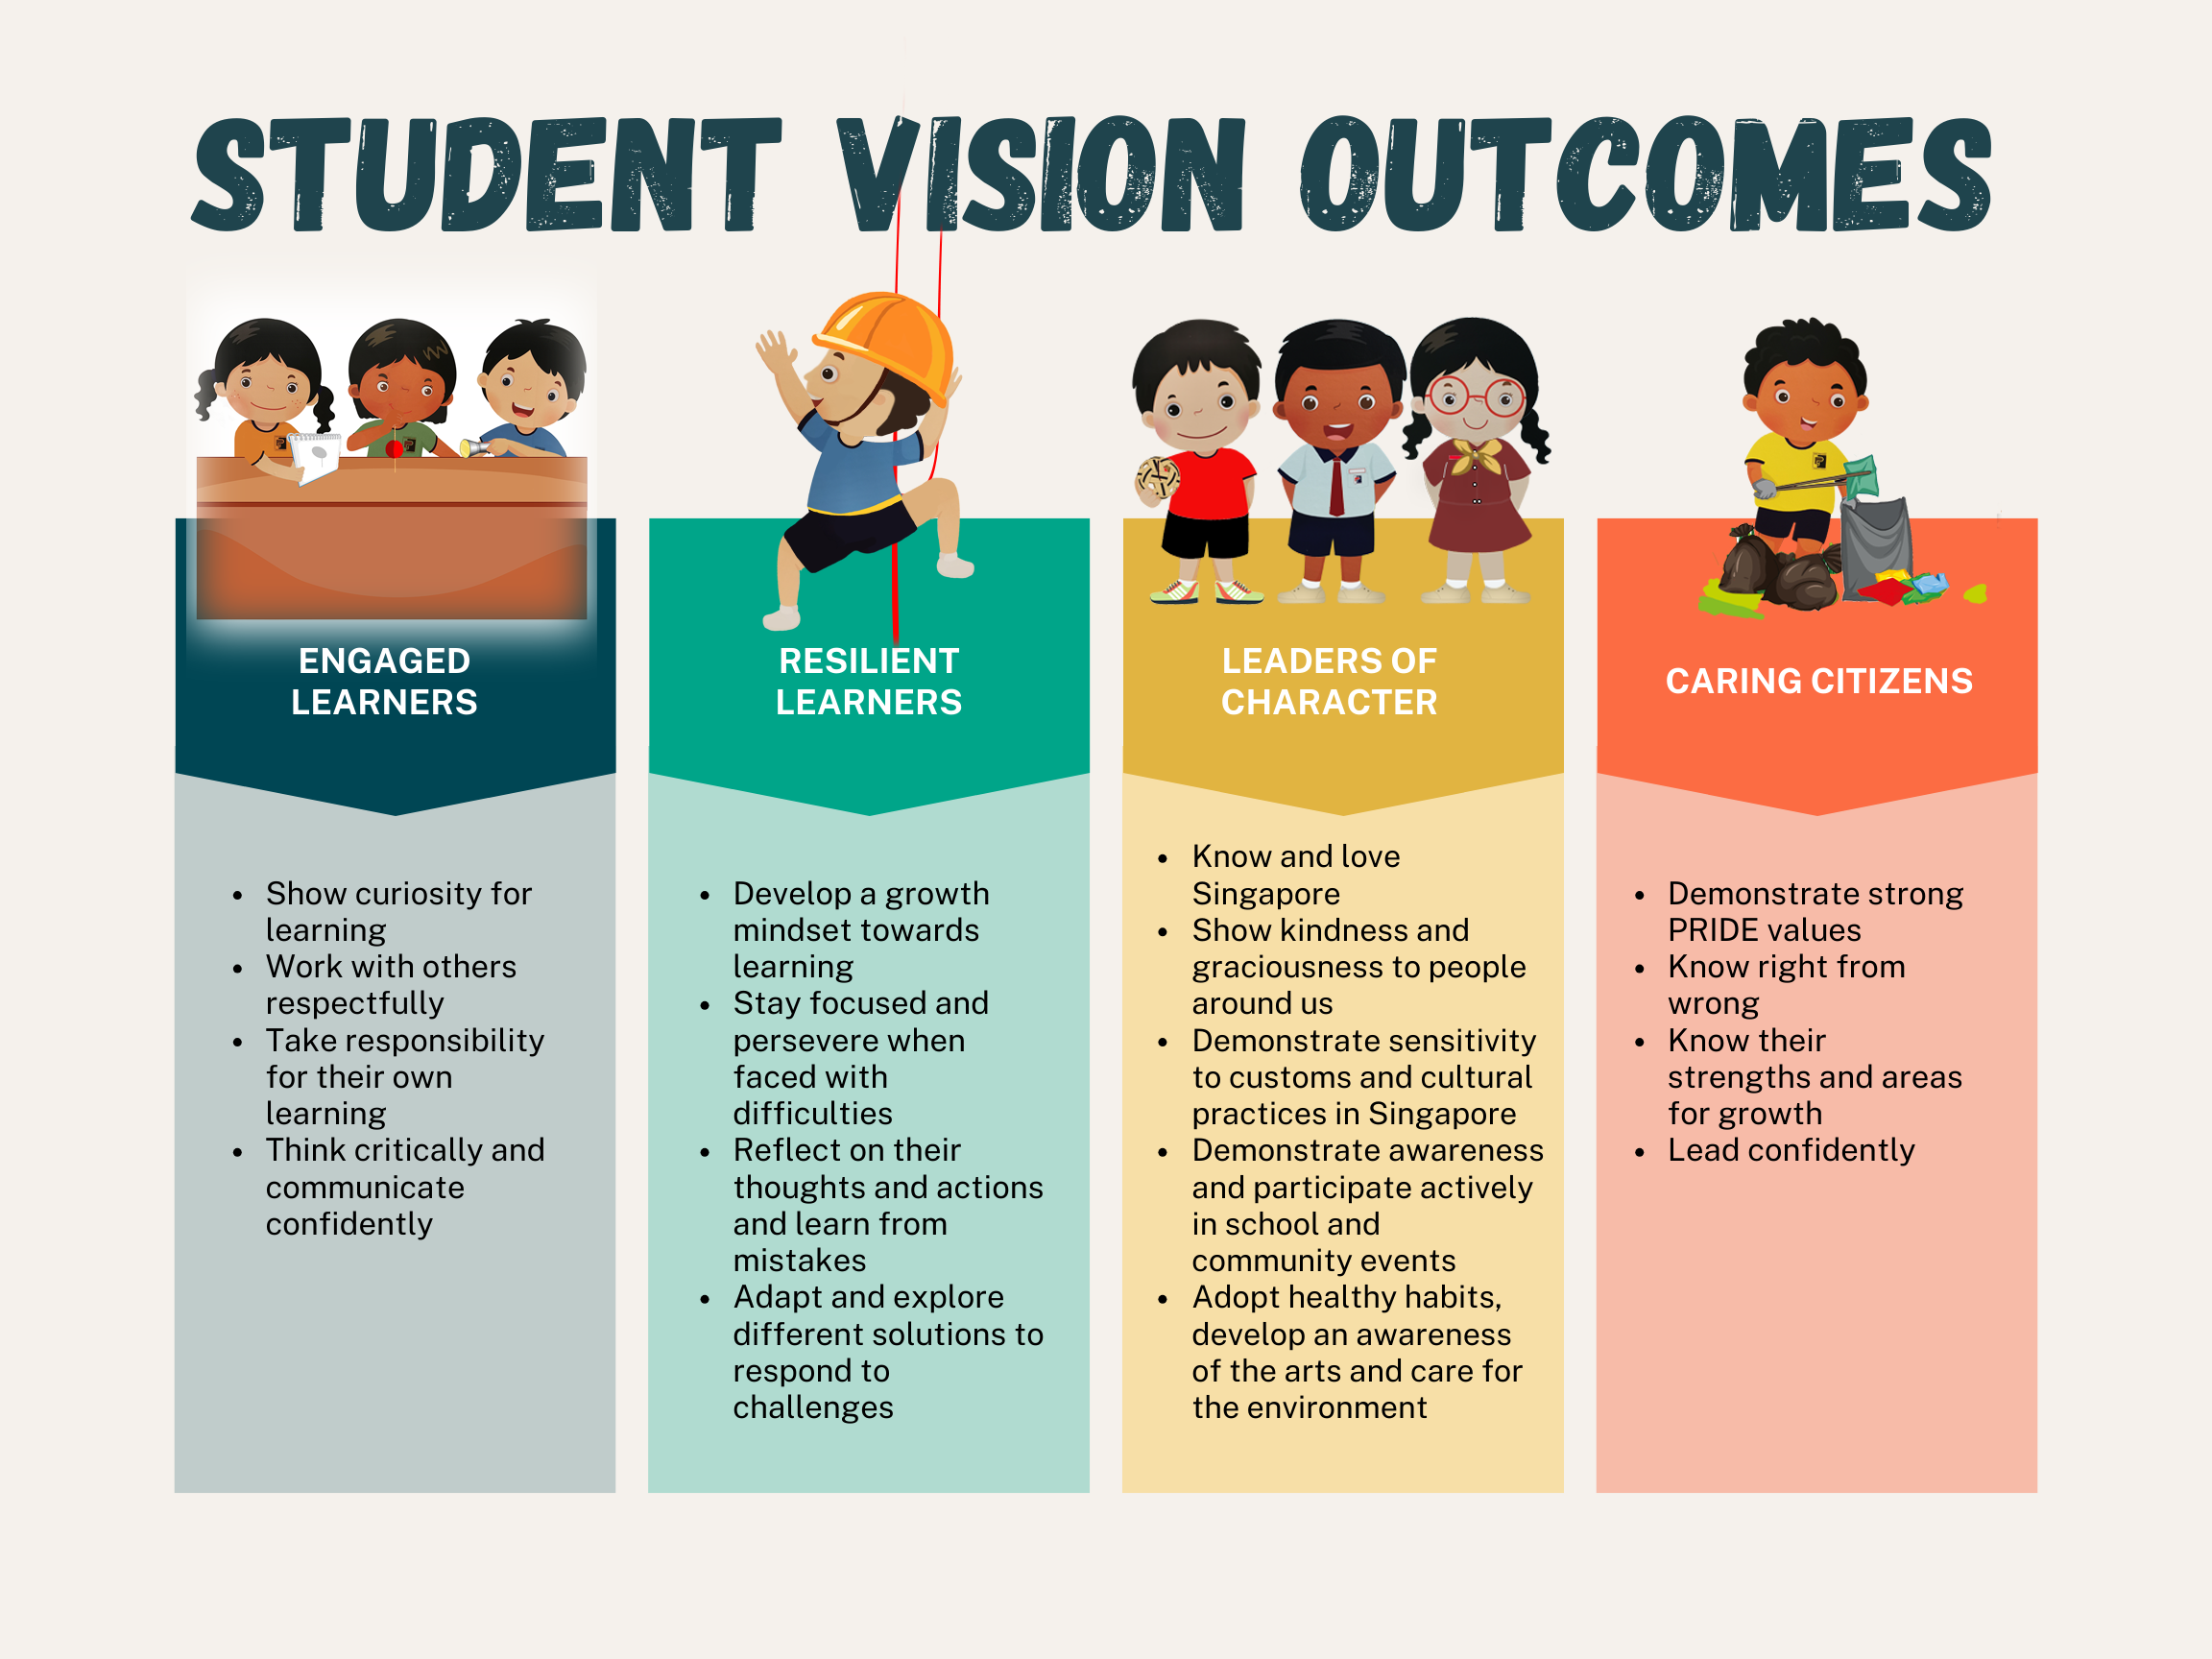 STUDENT VISION OUTCOMES
ENGAGED
LEARNERS
• Show curiosity for
learning
• Work with others
respectfully
• Take responsibility
for their own
learning
• Think critically and
communicate
confidently
RESILIENT
LEARNERS
• Develop a growth
mindset towards
learning
• Stay focused and
persevere when
faced with
difficulties
• Reflect on their
thoughts and actions
and learn from
mistakes
• Adapt and explore
different solutions to
respond to
challenges
LEADERS OF
CHARACTER
• Know and love
Singapore
• Show kindness and
graciousness to people
around us
• Demonstrate sensitivity
to customs and cultural
practices in Singapore
• Demonstrate awareness
and participate actively
in school and
community events
• Adopt healthy habits,
develop an awareness
of the arts and care for
the environment
CARING CITIZENS
• Demonstrate strong
PRIDE values
• Know right from
wrong
• Know their
strengths and areas
for growth
• Lead confidently